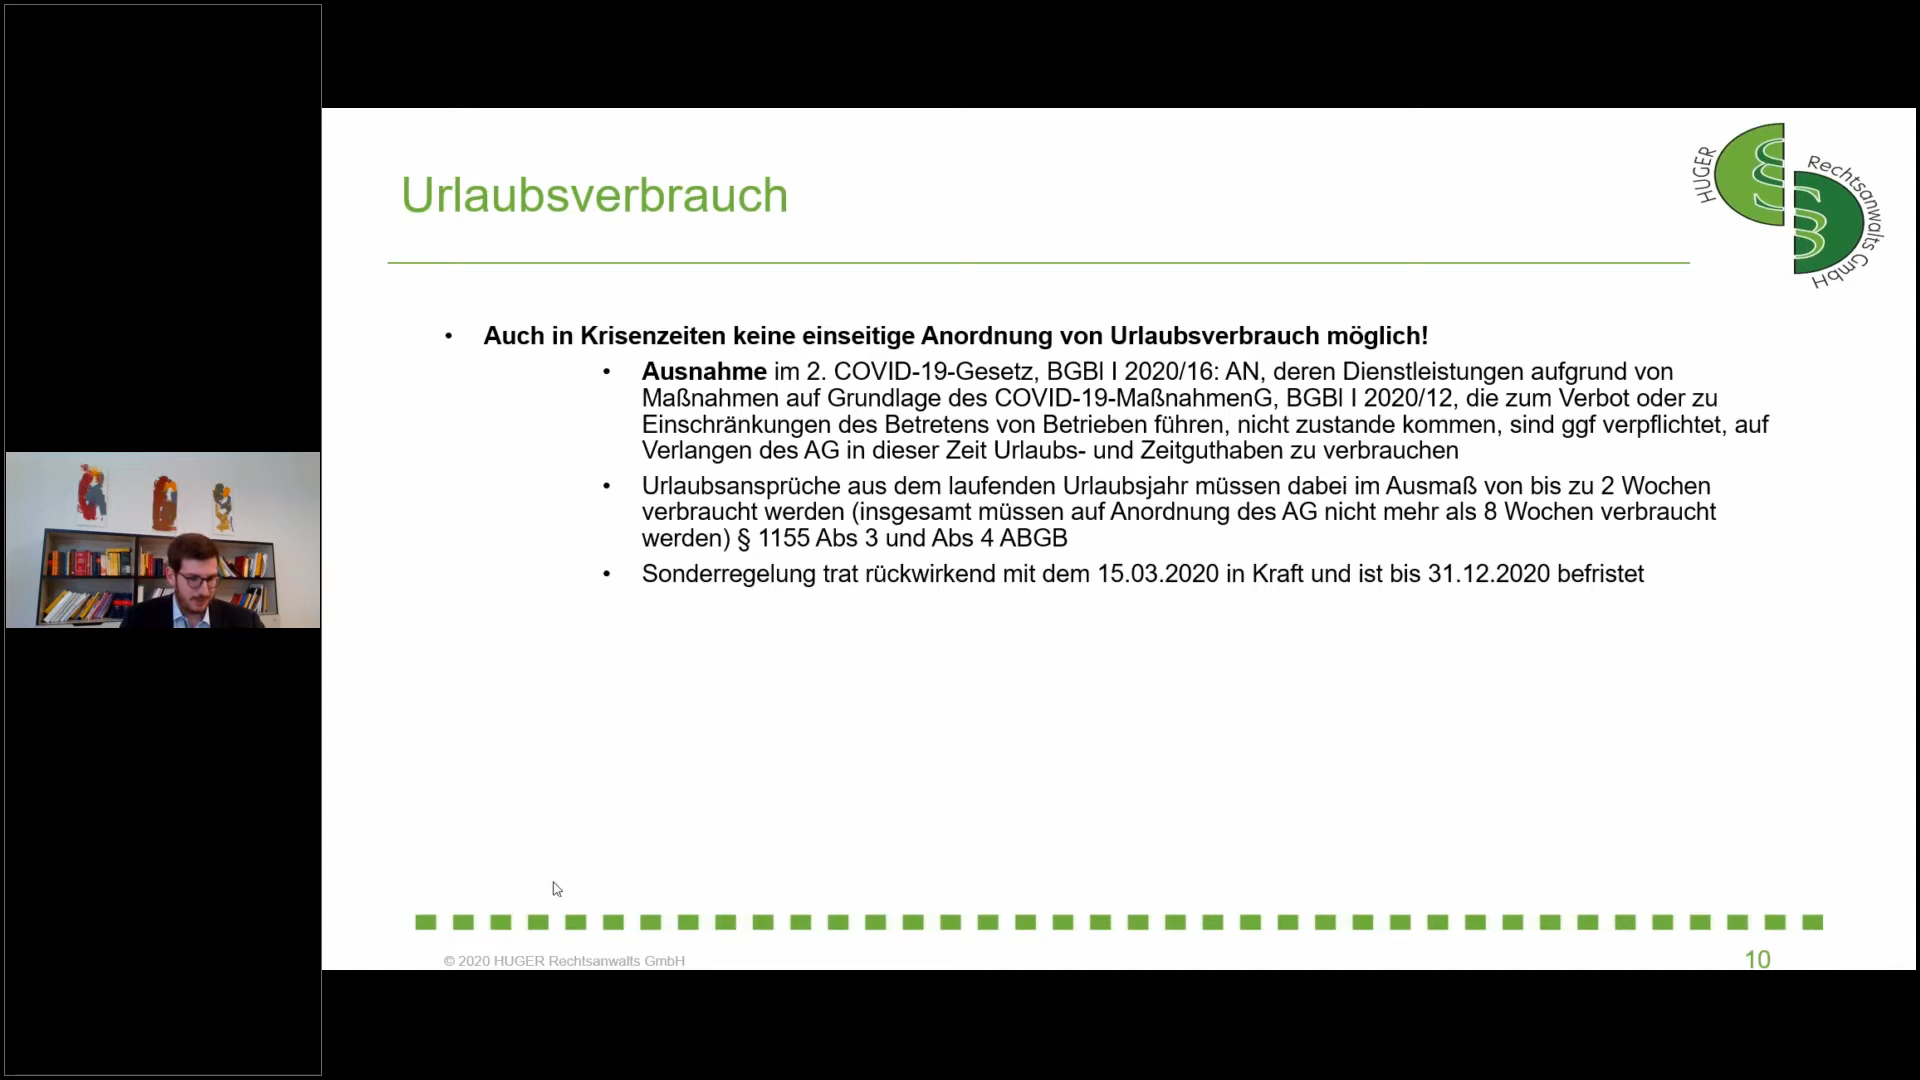 Urlaubsverbrauch
HUGER
Rechtsanwalts GmbH
• Auch in Krisenzeiten keine einseitige Anordnung von Urlaubsverbrauch möglich!
• Ausnahme im 2. COVID-19-Gesetz, BGBl I 2020/16: AN, deren Dienstleistungen aufgrund von
Maßnahmen auf Grundlage des COVID-19-MaßnahmenG, BGBl I 2020/12, die zum Verbot oder zu
Einschränkungen des Betretens von Betrieben führen, nicht zustande kommen, sind ggf verpflichtet, auf
Verlangen des AG in dieser Zeit Urlaubs- und Zeitguthaben zu verbrauchen
• Urlaubsansprüche aus dem laufenden Urlaubsjahr müssen dabei im Ausmaß von bis zu 2 Wochen
verbraucht werden (insgesamt müssen auf Anordnung des AG nicht mehr als 8 Wochen verbraucht
werden) § 1155 Abs 3 und Abs 4 ABGB
• Sonderregelung trat rückwirkend mit dem 15.03.2020 in Kraft und ist bis 31.12.2020 befristet
© 2020 HUGER Rechtsanwalts GmbH
10